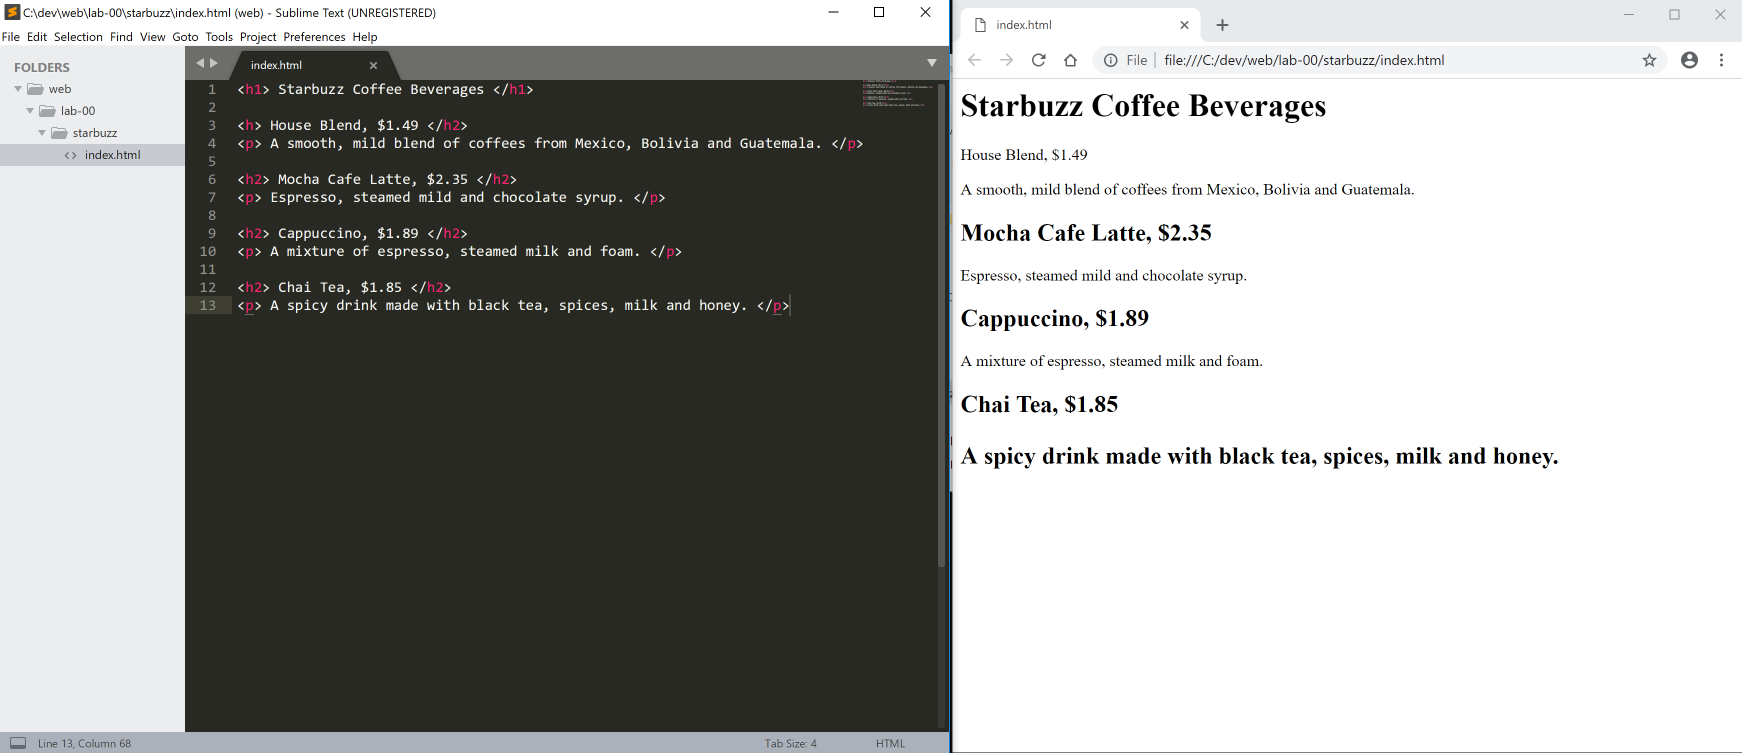 C:\dev\web\lab-00\starbuzz\index.html (web) - Sublime Text (UNREGISTERED)
File Edit Selection Find View Goto Tools Project Preferences Help
FOLDERS
web
lab-00
starbuzz
<> index.html
index.html
1 <h1> Starbuzz Coffee Beverages </h1>
2
3 <h> House Blend, $1.49 </h2>
4 <p> A smooth, mild blend of coffees from Mexico, Bolivia and Guatemala. </p>
5
6 <h2> Mocha Cafe Latte, $2.35 </h2>
7 <p> Espresso, steamed mild and chocolate syrup. </p>
8
9 <h2> Cappuccino, $1.89 </h2>
10 <p> A mixture of espresso, steamed milk and foam. </p>
11
12 <h2> Chai Tea, $1.85 </h2>
13 <p> A spicy drink made with black tea, spices, milk and honey. </p>
Line 13, Column 68
Tab Size: 4
HTML
index.html
File file:///C:/dev/web/lab-00/starbuzz/index.html
Starbuzz Coffee Beverages
House Blend, $1.49
A smooth, mild blend of coffees from Mexico, Bolivia and Guatemala.
Mocha Cafe Latte, $2.35
Espresso, steamed mild and chocolate syrup.
Cappuccino, $1.89
A mixture of espresso, steamed milk and foam.
Chai Tea, $1.85
A spicy drink made with black tea, spices, milk and honey.